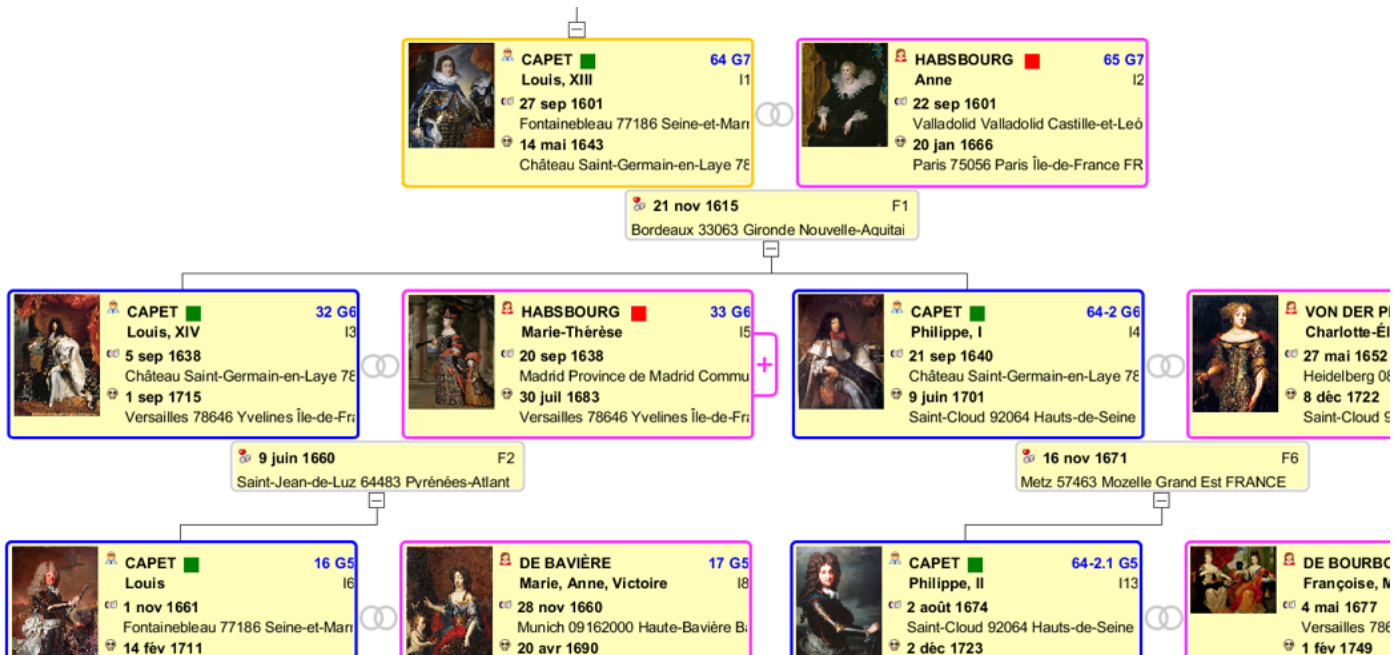 CAPET 64 G7
Louis, XIII I1
27 sep 1601
Fontainebleau 77186 Seine-et-Marn
14 mai 1643
Château Saint-Germain-en-Laye 78
HABSBOURG 65 G7
Anne I2
22 sep 1601
Valladolid Valladolid Castille-et-Leó
20 jan 1666
Paris 75056 Paris Île-de-France FR
21 nov 1615 F1
Bordeaux 33063 Gironde Nouvelle-Aquitai
CAPET 32 G6
Louis, XIV I3
5 sep 1638
Château Saint-Germain-en-Laye 78
1 sep 1715
Versailles 78646 Yvelines Île-de-Fra
HABSBOURG 33 G6
Marie-Thérèse I5
20 sep 1638
Madrid Province de Madrid Commu
30 juil 1683
Versailles 78646 Yvelines Île-de-Fra
+
CAPET 64-2 G6
Philippe, I I4
21 sep 1640
Château Saint-Germain-en-Laye 78
9 juin 1701
Saint-Cloud 92064 Hauts-de-Seine
VON DER P
Charlotte-Él
27 mai 1652
Heidelberg 08
8 déc 1722
Saint-Cloud 9
9 juin 1660 F2
Saint-Jean-de-Luz 64483 Pyrénées-Atlant
16 nov 1671 F6
Metz 57463 Mozelle Grand Est FRANCE
CAPET 16 G5
Louis I6
1 nov 1661
Fontainebleau 77186 Seine-et-Marn
14 fév 1711
DE BAVIÈRE 17 G5
Marie, Anne, Victoire I8
28 nov 1660
Munich 09162000 Haute-Bavière Ba
20 avr 1690
CAPET 64-2.1 G5
Philippe, II I13
2 août 1674
Saint-Cloud 92064 Hauts-de-Seine
2 déc 1723
DE BOURBO
Françoise, M
4 mai 1677
Versailles 786
1 fév 1749